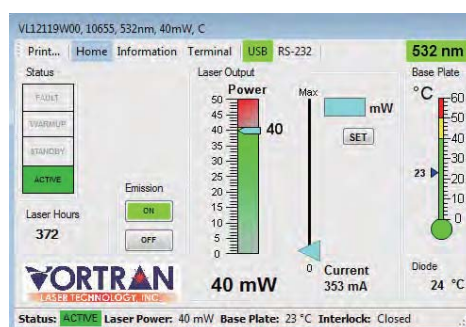 VL12119W00, 10655, 532nm, 40mW, C
Print... Home Information Terminal USB RS-232 532 nm
Status Laser Output Base Plate
FAULT
WARMUP
STANDBY
ACTIVE
Laser Hours
372
Emission
ON
OFF
Power
50
45
40
35
30
25
20
15
10
5
0
40
40 mW
Max
0
mW
SET
Current
353 mA
°C
60
50
40
30
20
10
0
23
Diode
24 °C
VORTRAN
LASER TECHNOLOGY, INC.
Status: ACTIVE Laser Power: 40 mW Base Plate: 23 °C Interlock: Closed